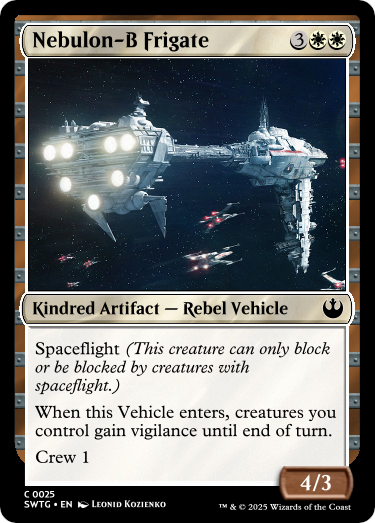 Nebulon-B Frigate 3
Kindred Artifact — Rebel Vehicle
Spaceflight (This creature can only block
or be blocked by creatures with
spaceflight.)
When this Vehicle enters, creatures you
control gain vigilance until end of turn.
Crew 1
4/3
C 0025
SWTG • EN Leonid Kozienko
™ & © 2025 Wizards of the Coast